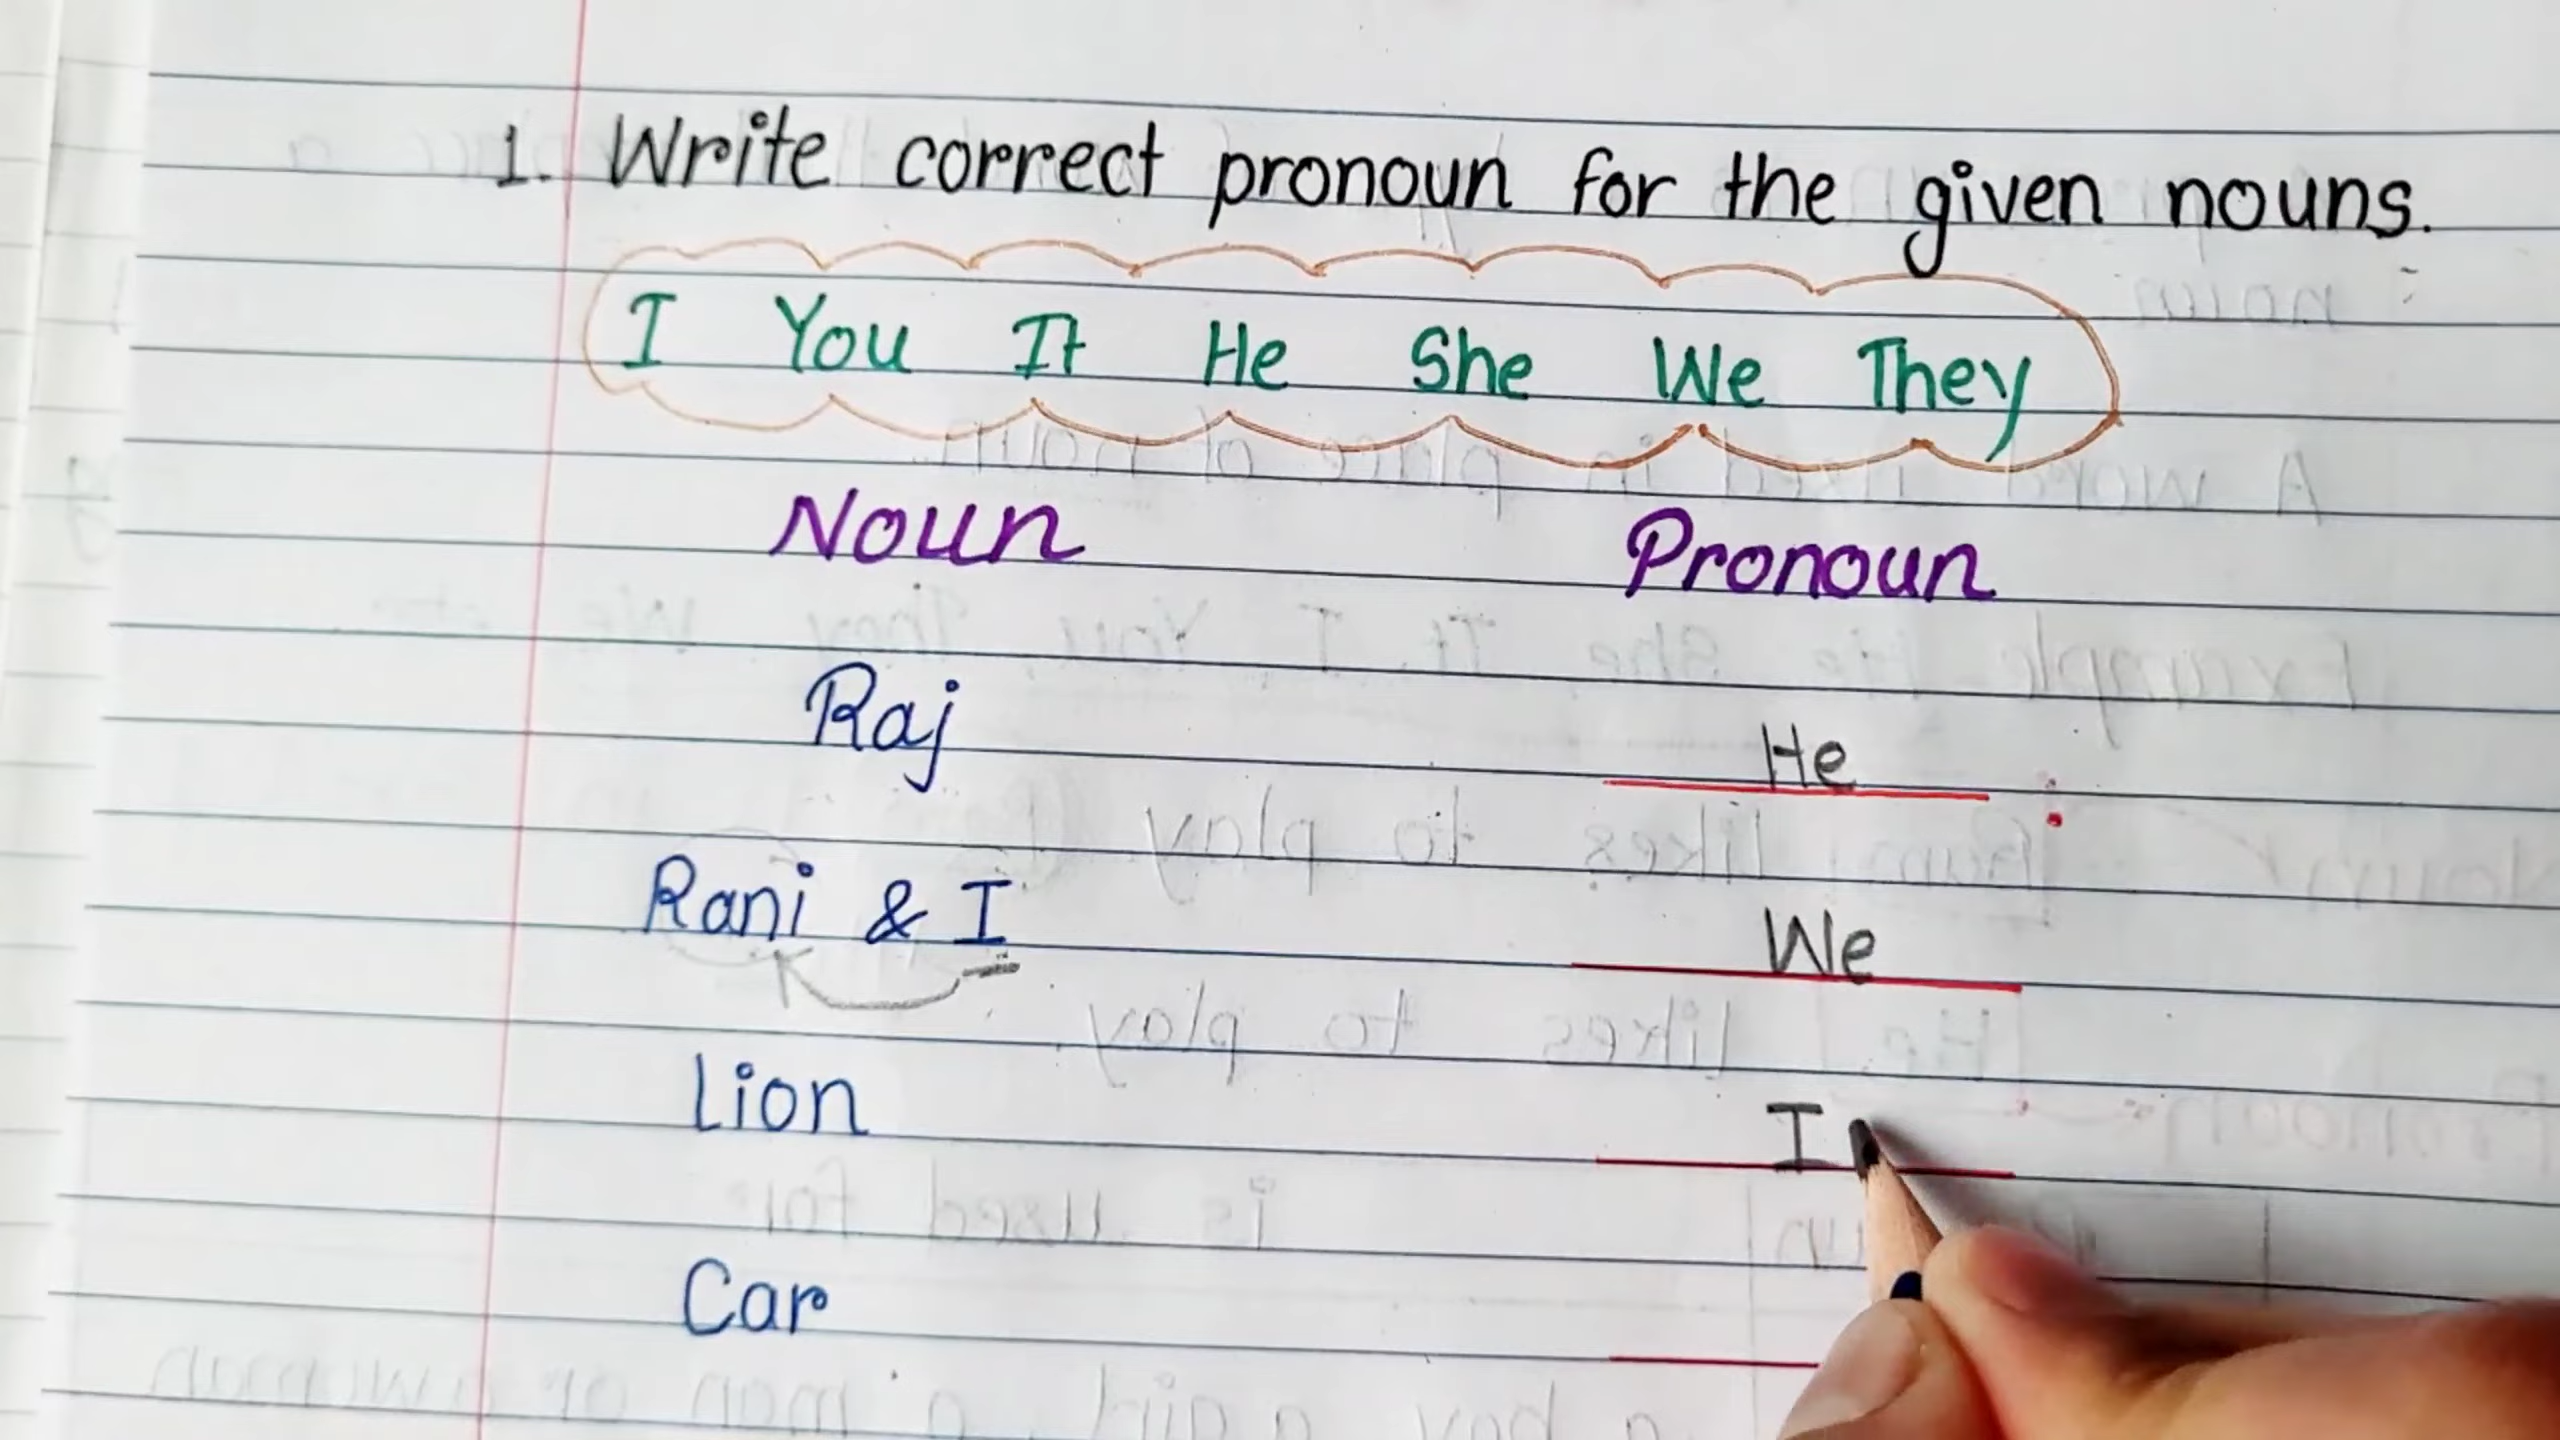 1. Write correct pronoun for the given nouns.
I You It He She We They
Noun Pronoun
Raj He
Rani & I We
Lion I
Car